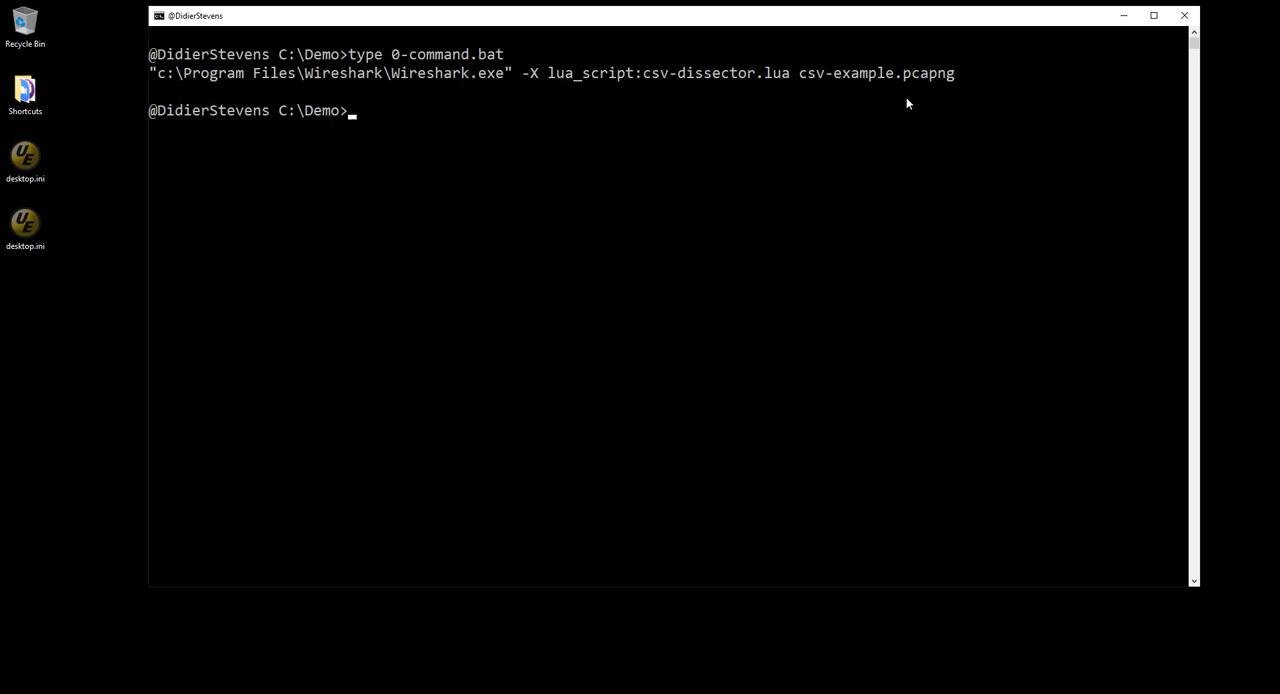 @DidierStevens
@DidierStevens C:\Demo>type 0-command.bat
"c:\Program Files\Wireshark\Wireshark.exe" -X lua_script:csv-dissector.lua csv-example.pcapng
@DidierStevens C:\Demo>
Recycle Bin
Shortcuts
desktop.ini
desktop.ini